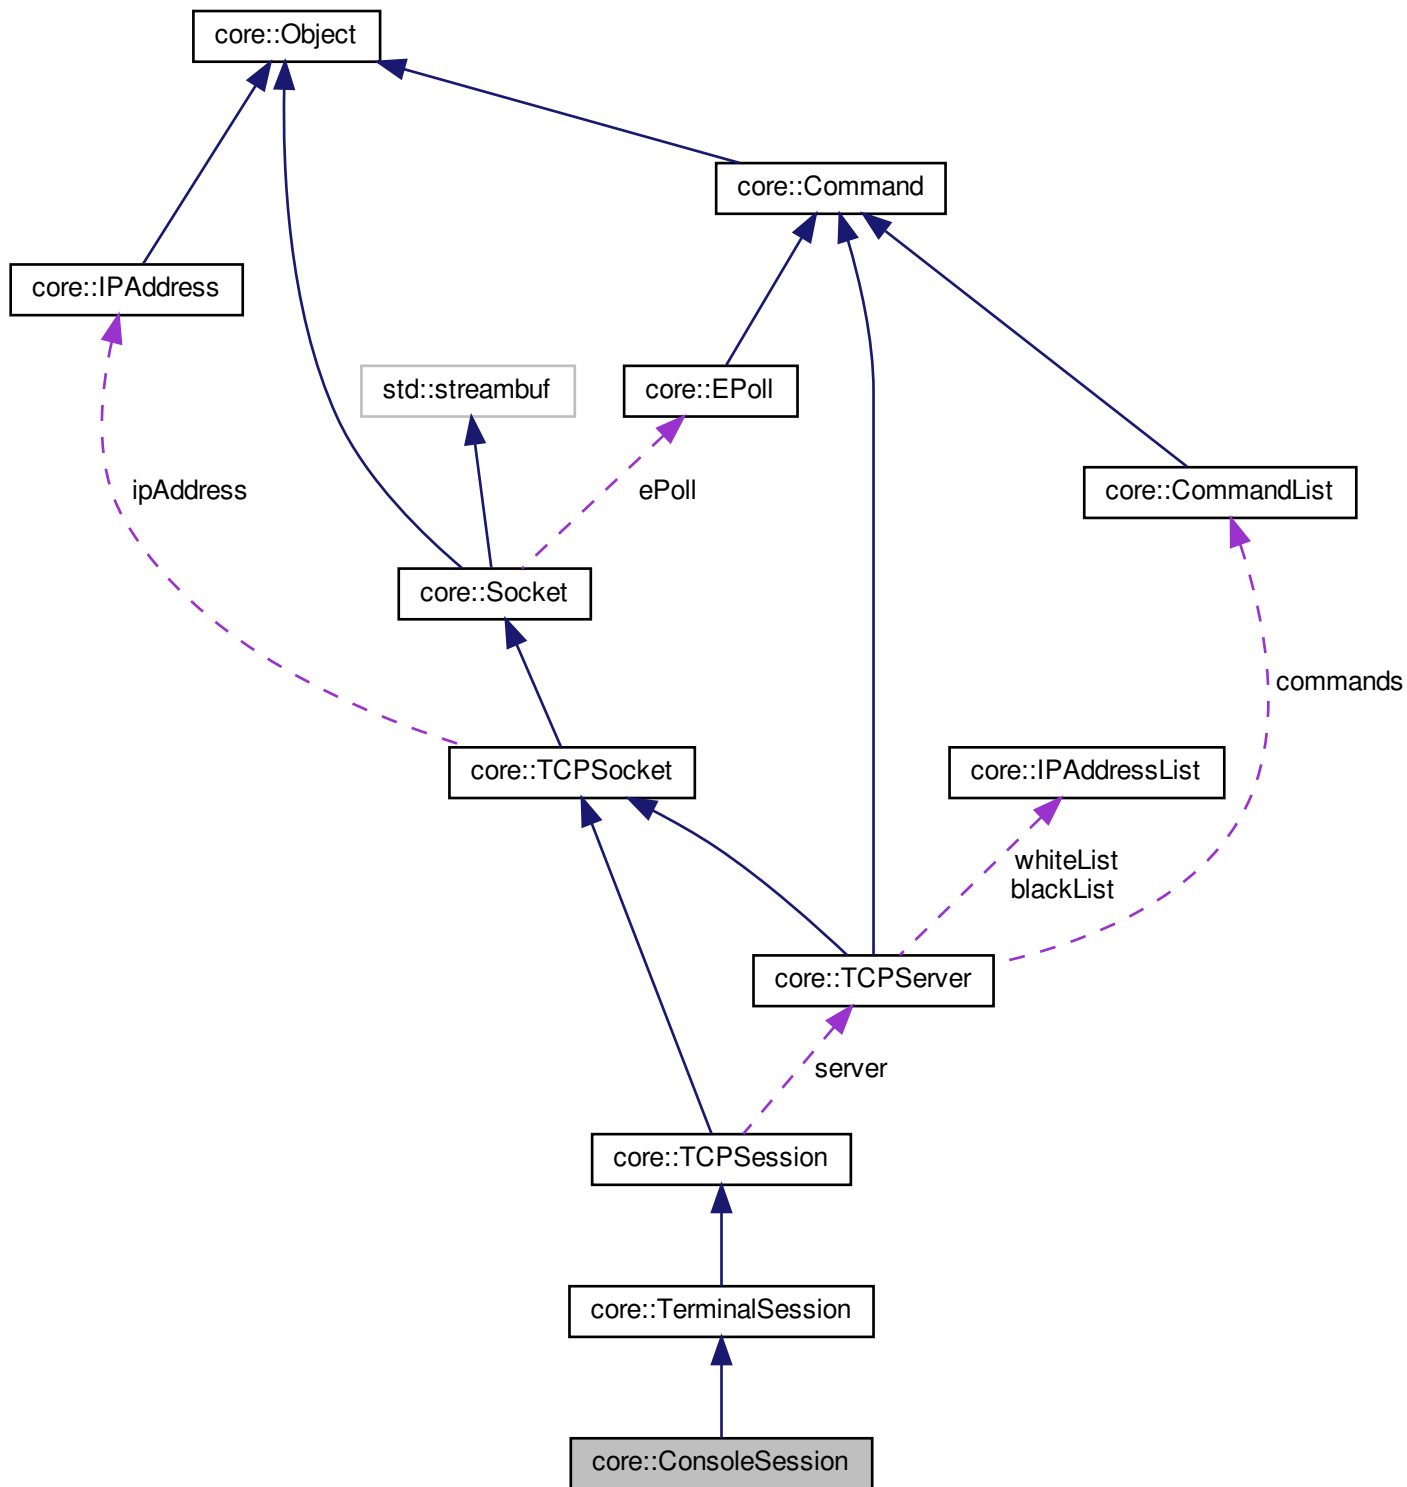 core::Object
core::Command
core::IPAddress
std::streambuf
core::EPoll
ipAddress
ePoll
core::CommandList
core::Socket
commands
core::TCPSocket
core::IPAddressList
whiteList
blackList
core::TCPServer
server
core::TCPSession
core::TerminalSession
core::ConsoleSession